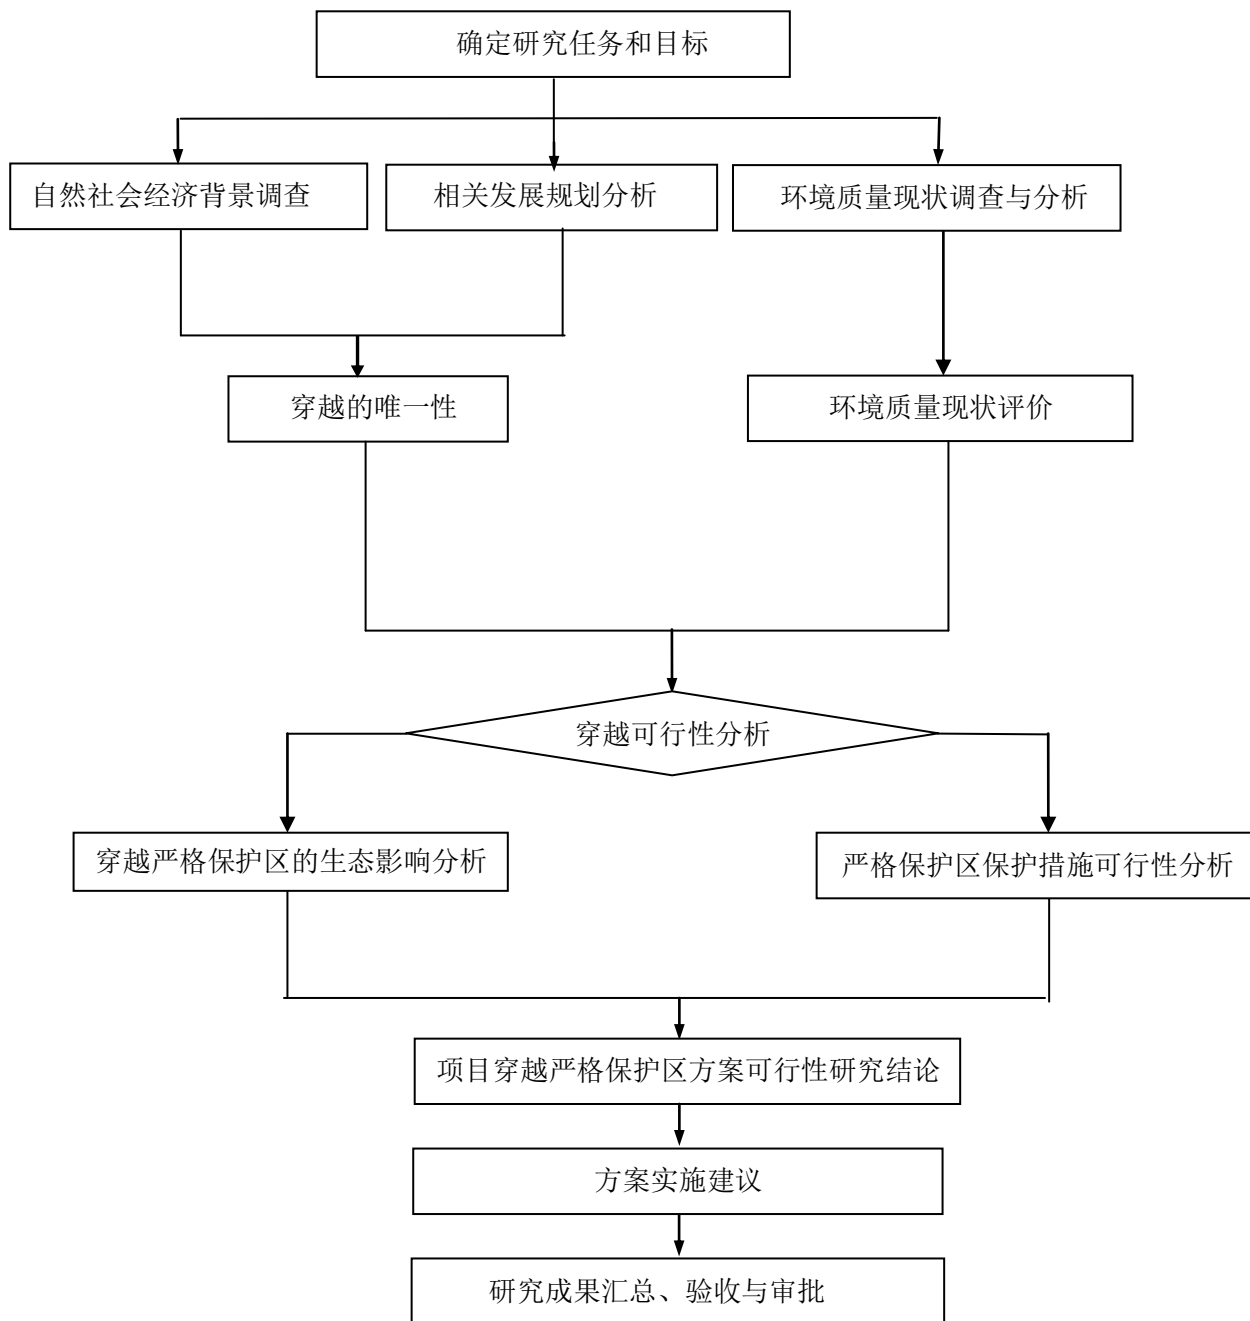 确定研究任务和目标
自然社会经济背景调查
相关发展规划分析
环境质量现状调查与分析
穿越的唯一性
环境质量现状评价
穿越可行性分析
穿越严格保护区的生态影响分析
严格保护区保护措施可行性分析
项目穿越严格保护区方案可行性研究结论
方案实施建议
研究成果汇总、验收与审批